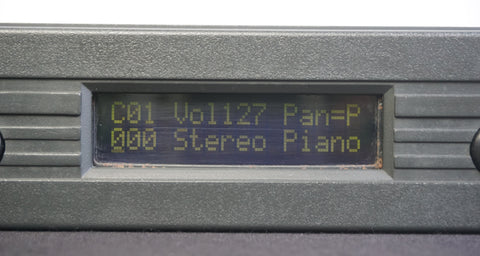 C01 Vol127 Pan=P
000 Stereo Piano